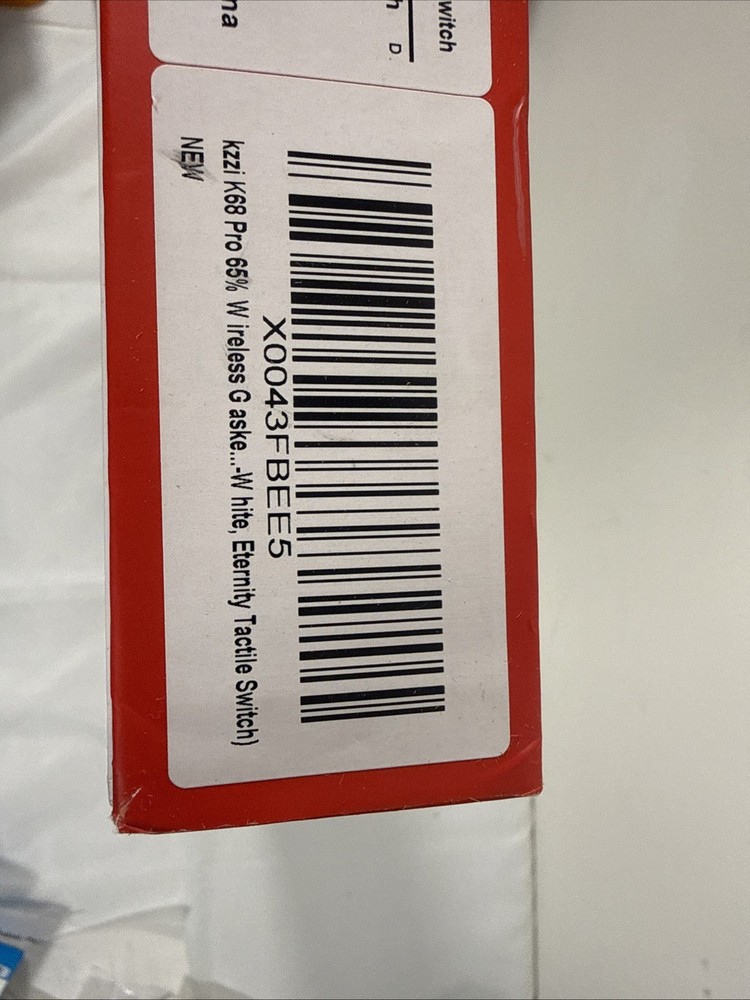 witch
h D.
na
X0043FBEE5
kzzi K68 Pro 65% W ireless G aske...-W hite, Eternity Tactile Switch)
NEW